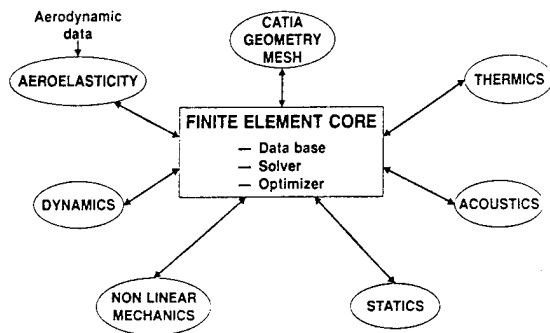 Aerodynamic
data
AEROELASTICITY
CATIA
GEOMETRY
MESH
THERMICS
FINITE ELEMENT CORE
— Data base
— Solver
— Optimizer
DYNAMICS
ACOUSTICS
NON LINEAR
MECHANICS
STATICS